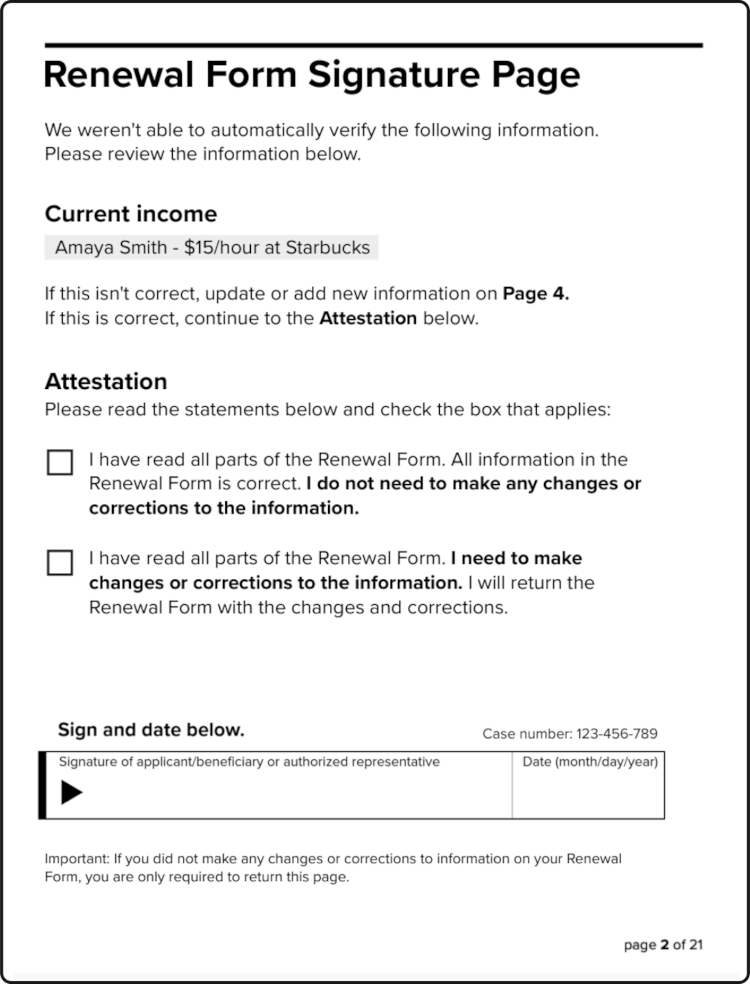 Renewal Form Signature Page
We weren't able to automatically verify the following information.
Please review the information below.
Current income
Amaya Smith - $15/hour at Starbucks
If this isn't correct, update or add new information on Page 4.
If this is correct, continue to the Attestation below.
Attestation
Please read the statements below and check the box that applies:
I have read all parts of the Renewal Form. All information in the
Renewal Form is correct. I do not need to make any changes or
corrections to the information.
I have read all parts of the Renewal Form. I need to make
changes or corrections to the information. I will return the
Renewal Form with the changes and corrections.
Sign and date below.
Case number: 123-456-789
Signature of applicant/beneficiary or authorized representative
Date (month/day/year)
Important: If you did not make any changes or corrections to information on your Renewal
Form, you are only required to return this page.
page 2 of 21